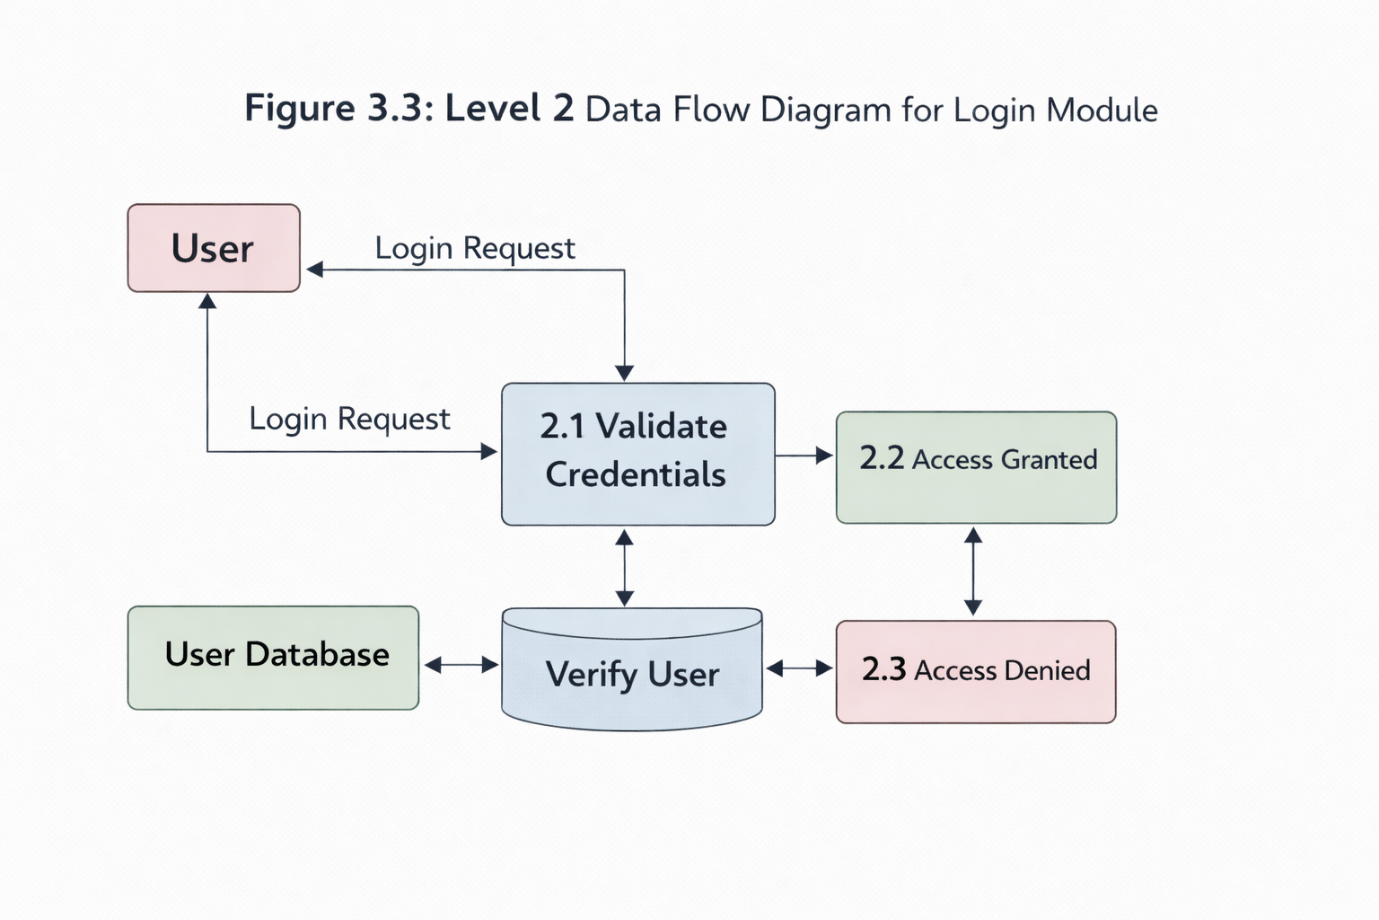 Figure 3.3: Level 2 Data Flow Diagram for Login Module
User
Login Request
Login Request
2.1 Validate
Credentials
2.2 Access Granted
User Database
Verify User
2.3 Access Denied